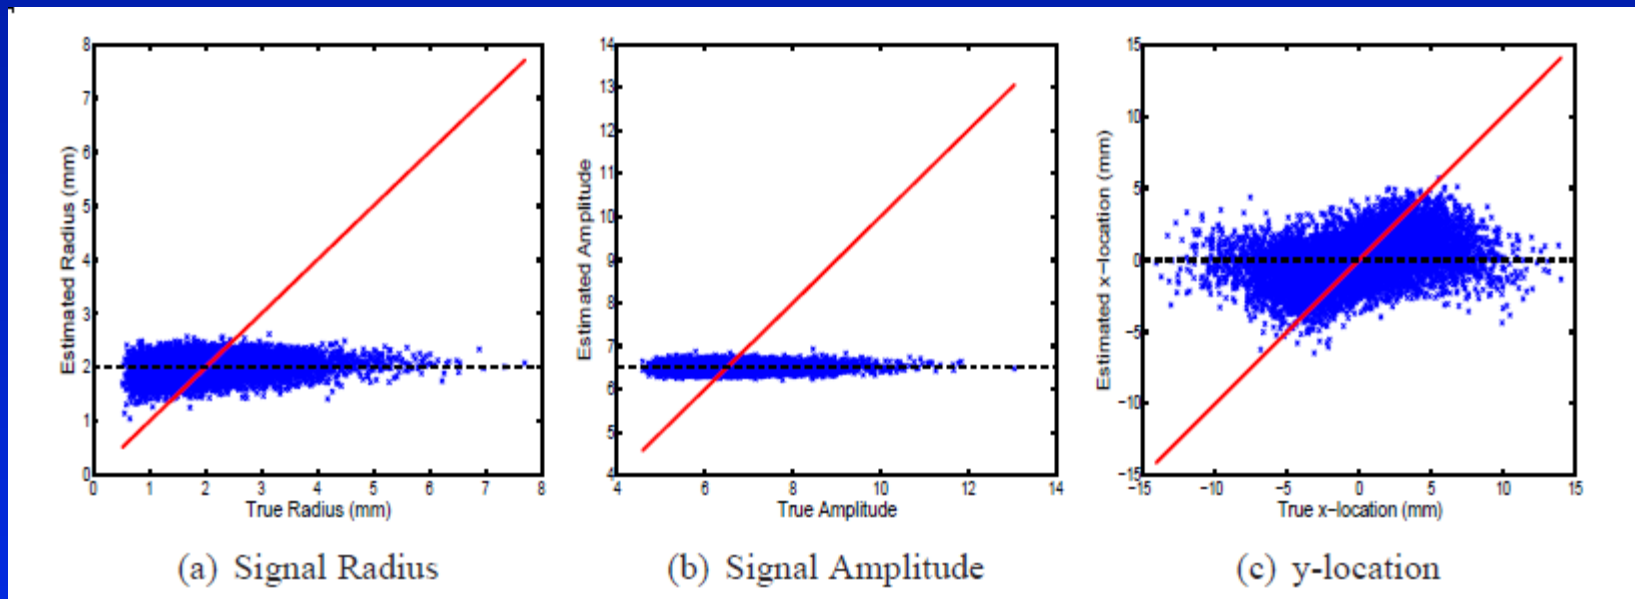 8
7
6
5
4
3
2
1
0
Estimated Radius (mm)
0 1 2 3 4 5 6 7 8
True Radius (mm)
(a) Signal Radius
14
13
12
11
10
9
8
7
6
5
4
Estimated Amplitude
4 6 8 10 12 14
True Amplitude
(b) Signal Amplitude
15
10
5
0
−5
−10
−15
Estimated x−location (mm)
−15 −10 −5 0 5 10 15
True x−location (mm)
(c) y-location